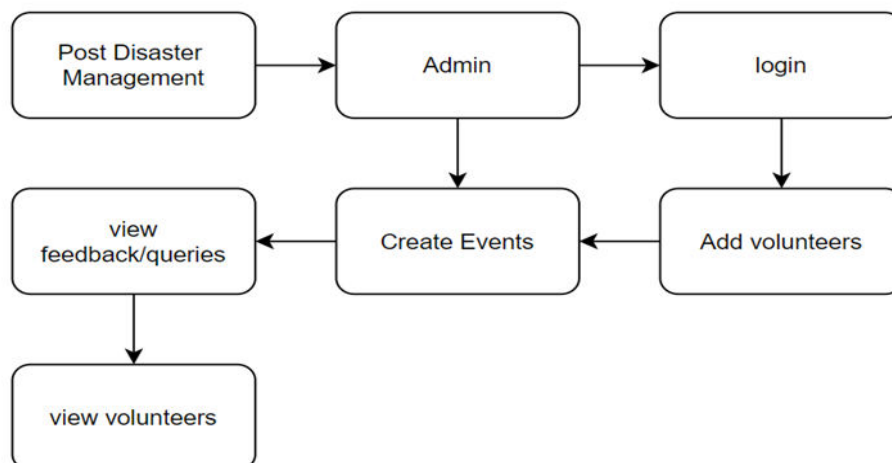 Post Disaster
Management
Admin
login
view
feedback/queries
Create Events
Add volunteers
view volunteers